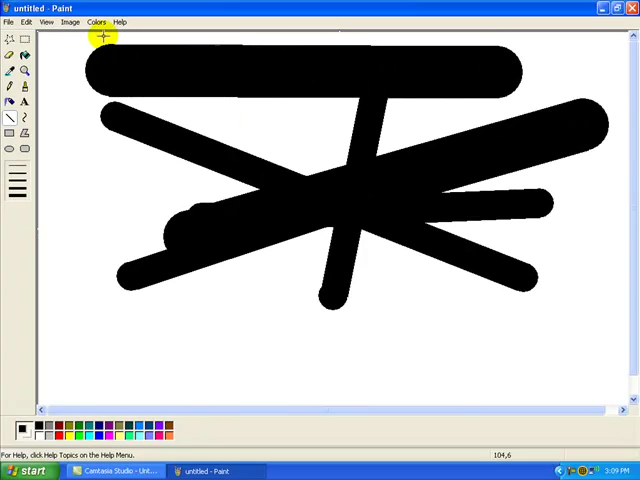 untitled - Paint
File Edit View Image Colors Help
A
For Help, click Help Topics on the Help Menu.
104,6
start
Camtasia Studio - Unt...
untitled - Paint
3:09 PM